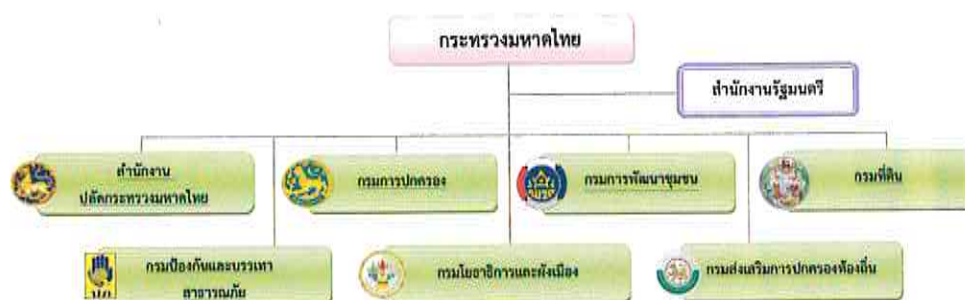 กระทรวงมหาดไทย
สำนักงานรัฐมนตรี
สำนักงาน
ปลัดกระทรวงมหาดไทย
กรมการปกครอง
กรมการพัฒนาชุมชน
กรมที่ดิน
กรมป้องกันและบรรเทา
สาธารณภัย
กรมโยธาธิการและผังเมือง
กรมส่งเสริมการปกครองท้องถิ่น